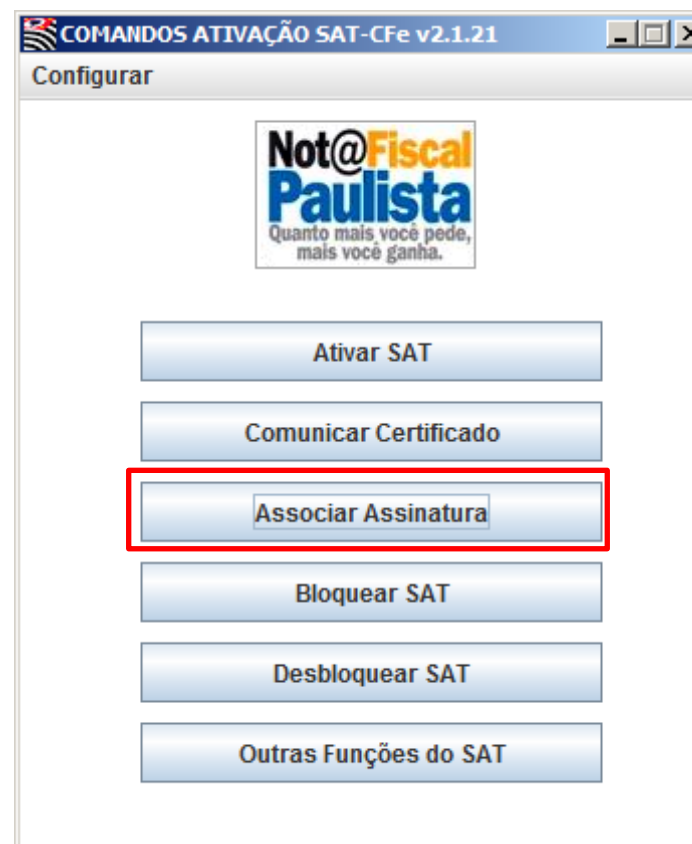 COMANDOS ATIVAÇÃO SAT-CFe v2.1.21
Configurar
Not@Fiscal
Paulista
Quanto mais você pede,
mais você ganha.
Ativar SAT
Comunicar Certificado
Associar Assinatura
Bloquear SAT
Desbloquear SAT
Outras Funções do SAT